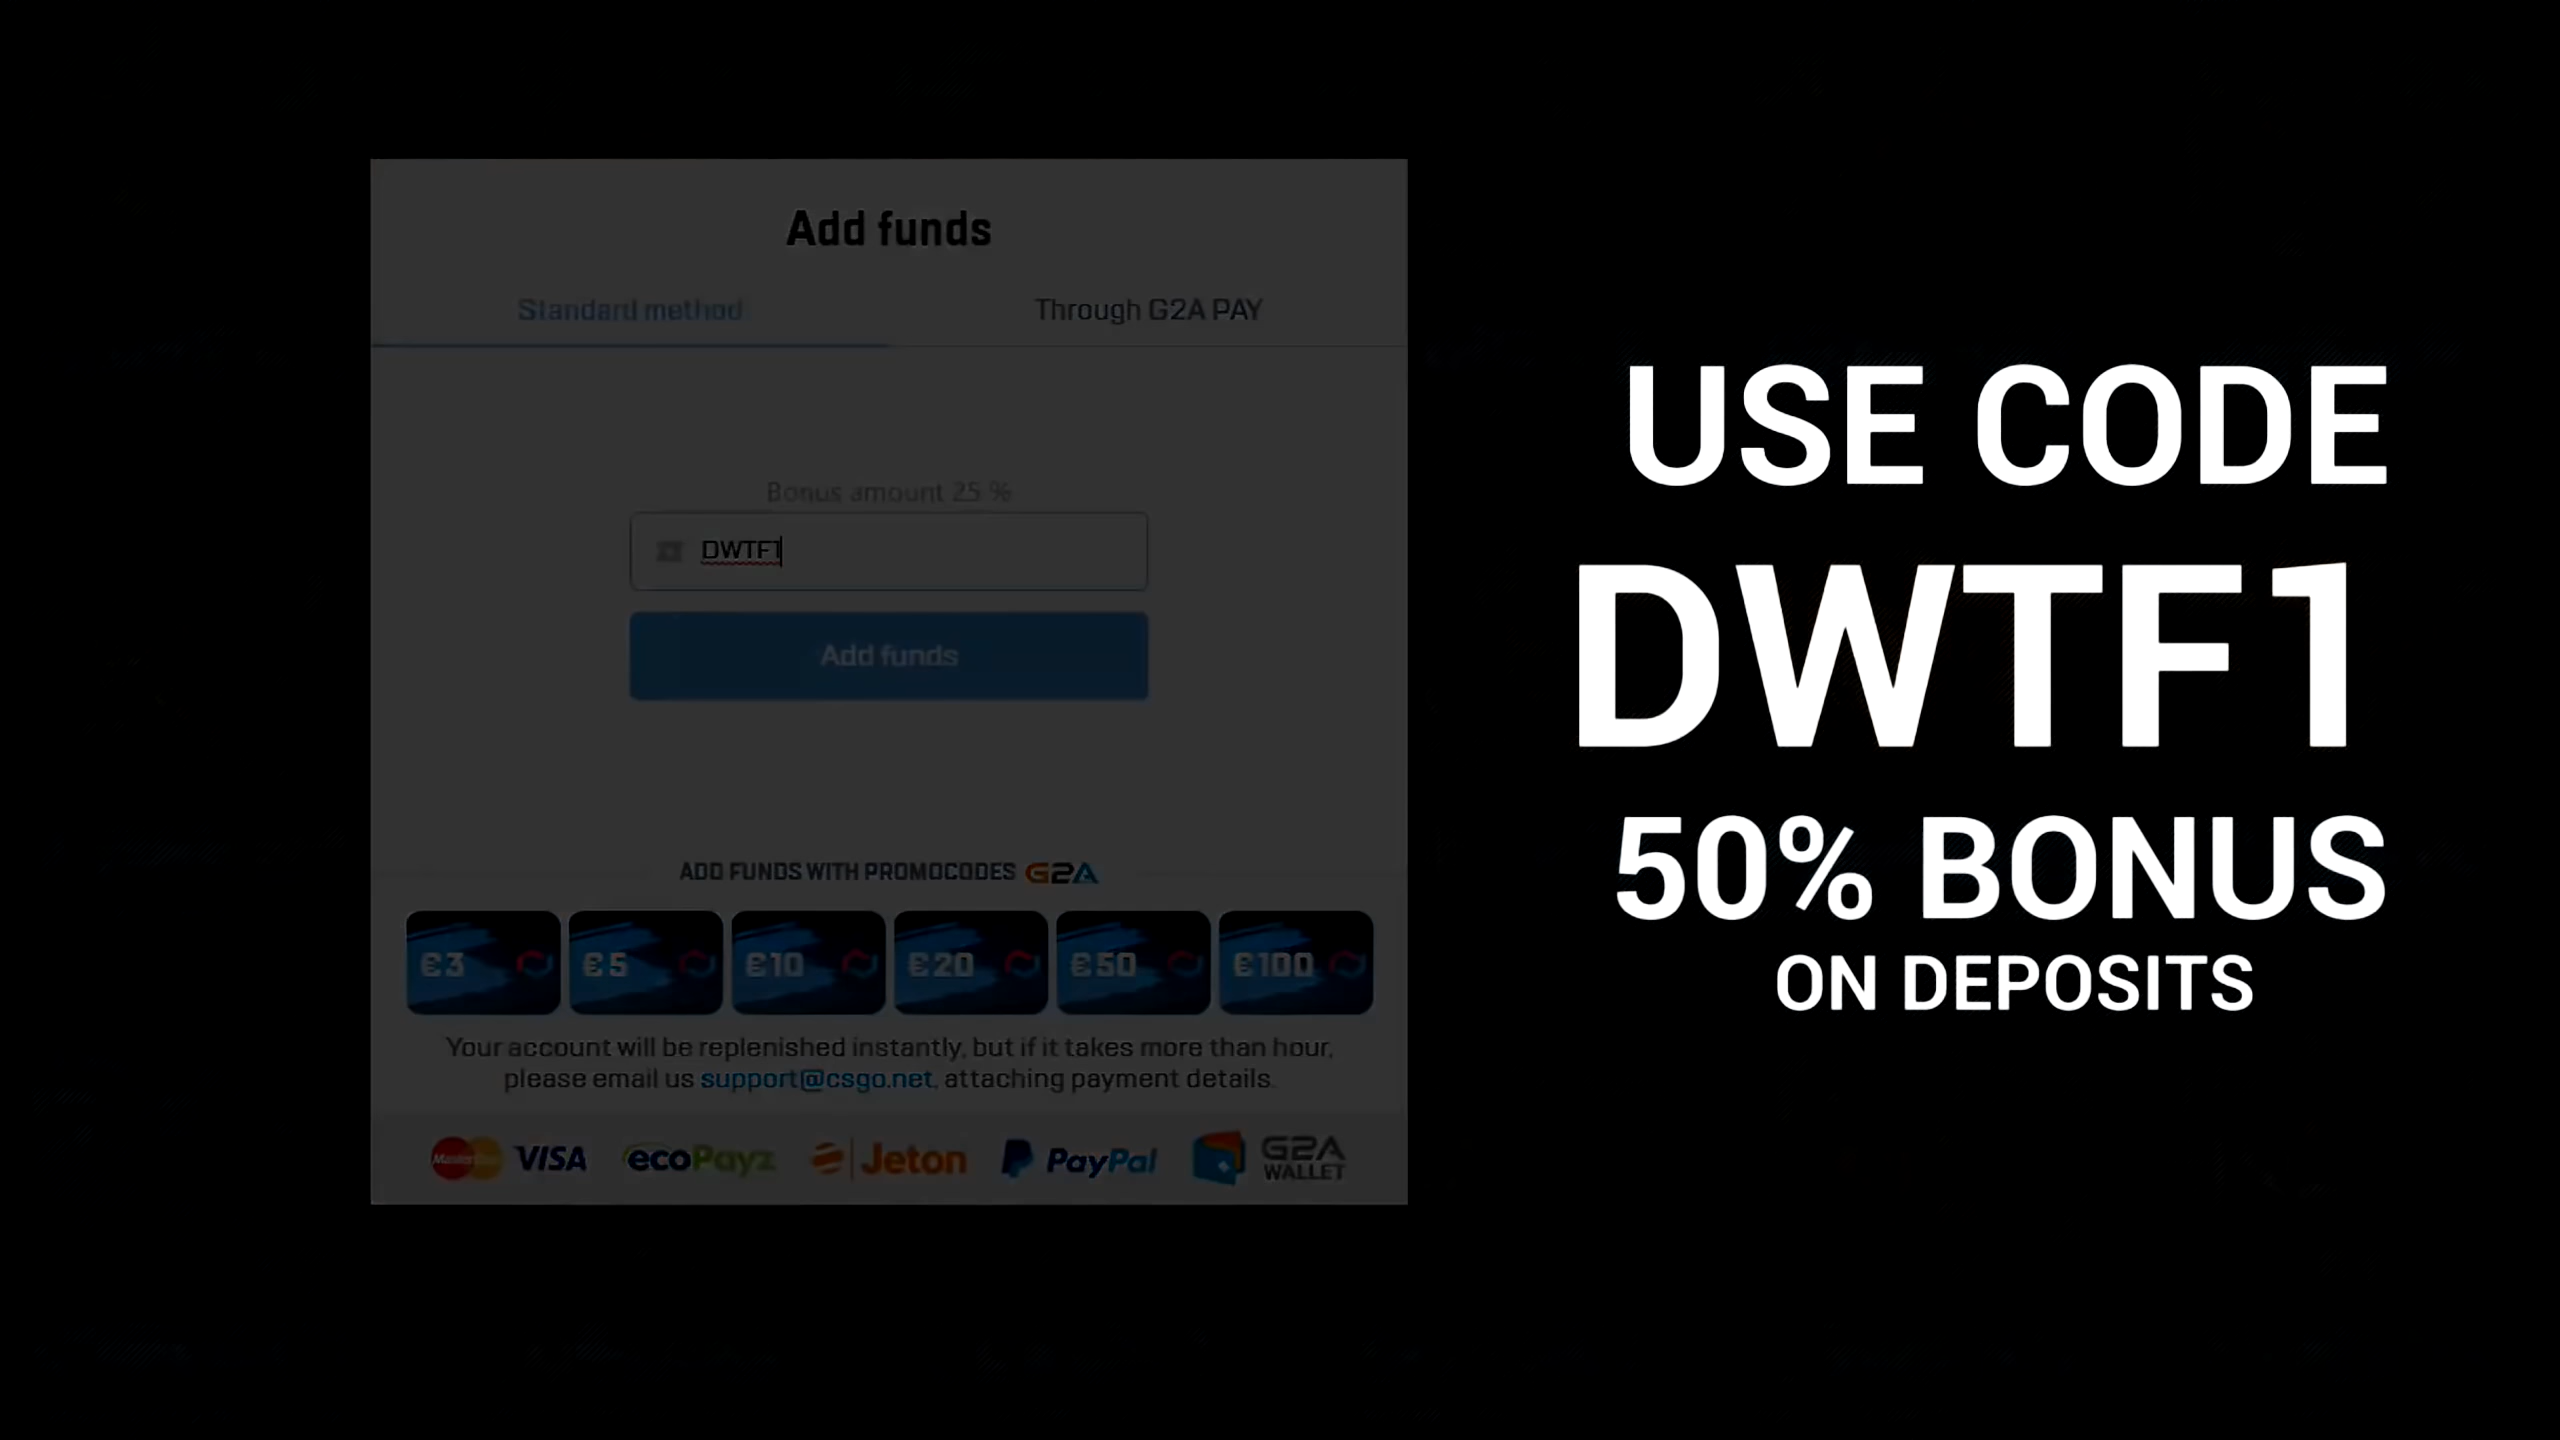 Add funds
Standard method
Through G2A PAY
Bonus amount 25 %
DWTF1
Add funds
ADD FUNDS WITH PROMOCODES G2A
€3
€5
€10
€20
€50
€100
Your account will be replenished instantly, but if it takes more than hour,
please email us support@csgo.net, attaching payment details.
MasterCard VISA ecoPayz Jeton PayPal G2A WALLET
USE CODE
DWTF1
50% BONUS
ON DEPOSITS